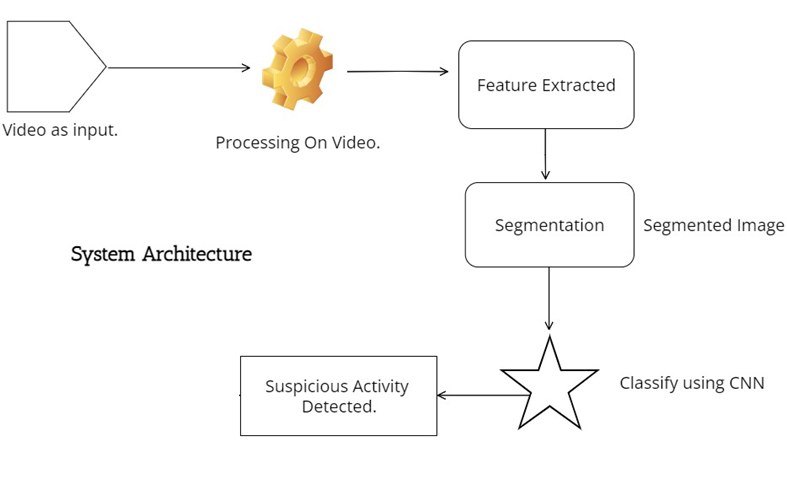 Video as input.
Processing On Video.
Feature Extracted
Segmentation
Segmented Image
System Architecture
Classify using CNN
Suspicious Activity
Detected.